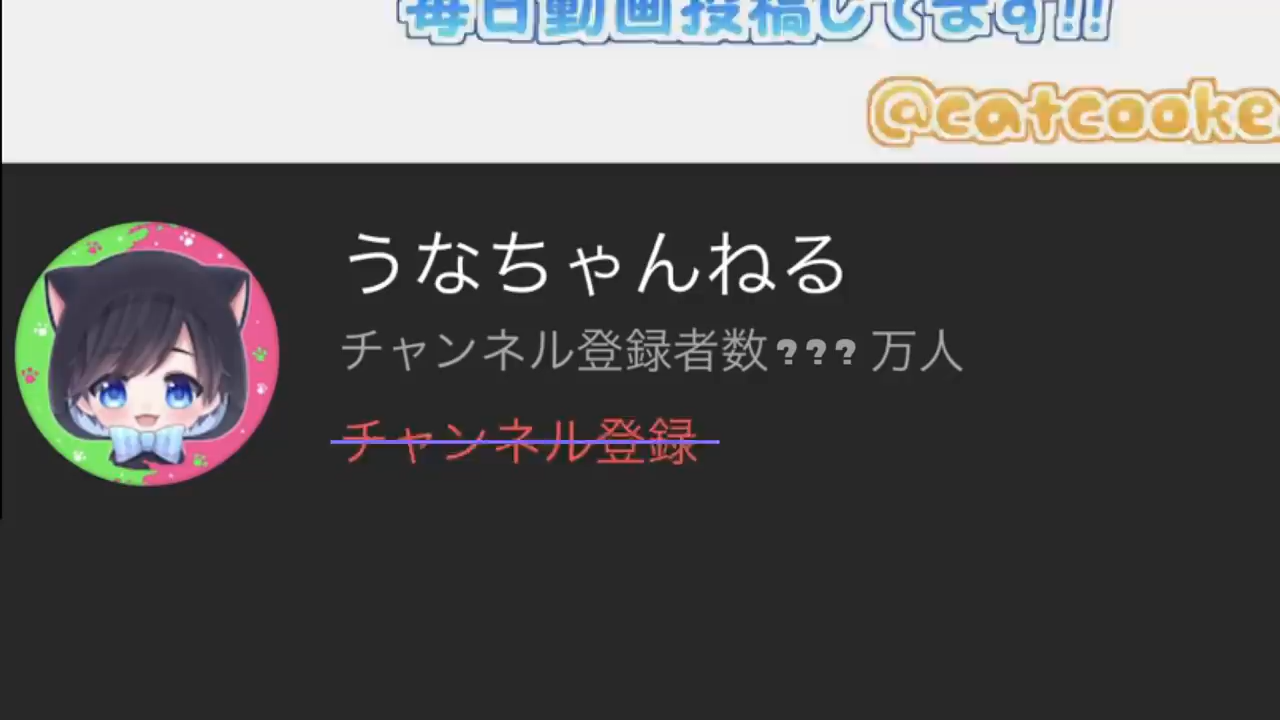 毎日動画投稿してます!!
@catcooke
うなちゃんねる
チャンネル登録者数??? 万人
チャンネル登録